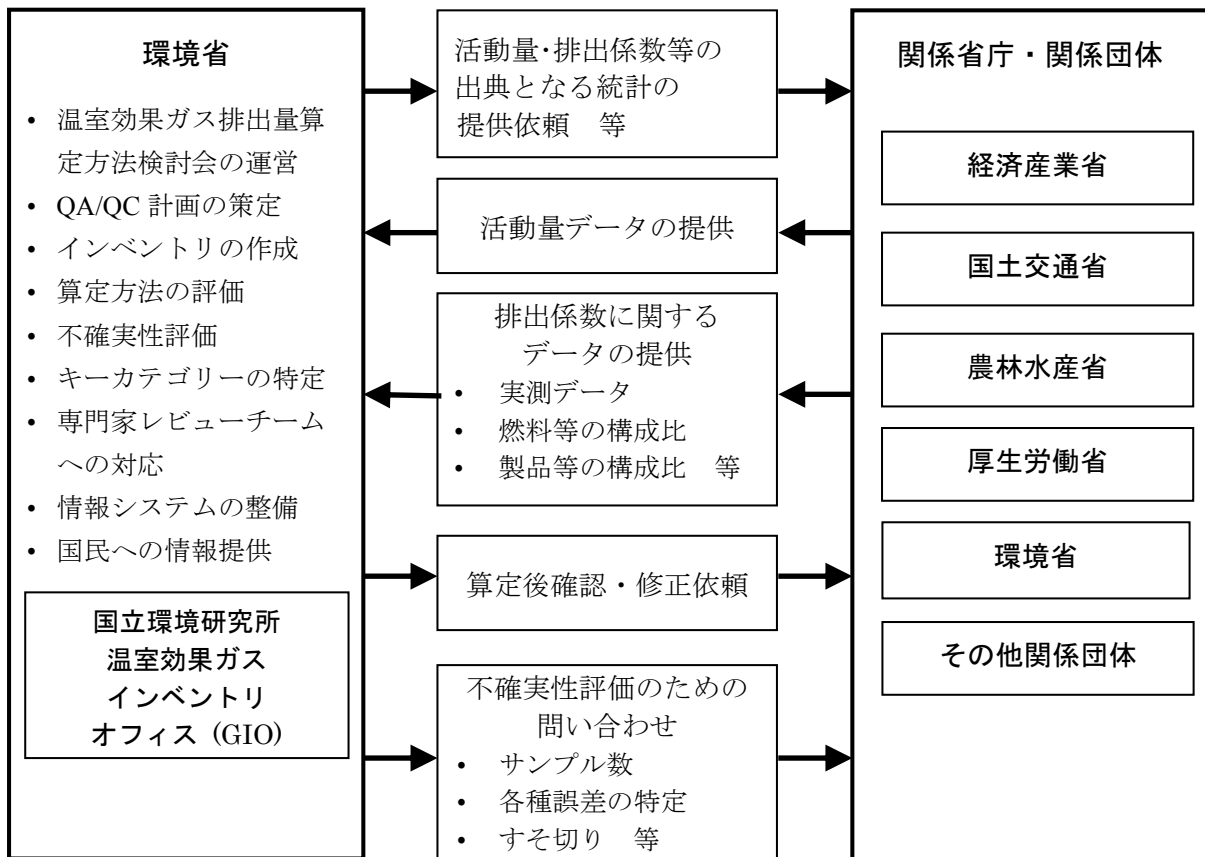 環境省
• 温室効果ガス排出量算
定方法検討会の運営
• QA/QC 計画の策定
• インベントリの作成
• 算定方法の評価
• 不確実性評価
• キーカテゴリーの特定
• 専門家レビューチーム
への対応
• 情報システムの整備
• 国民への情報提供
国立環境研究所
温室効果ガス
インベントリ
オフィス (GIO)
活動量・排出係数等の
出典となる統計の
提供依頼　等
活動量データの提供
排出係数に関する
データの提供
• 実測データ
• 燃料等の構成比
• 製品等の構成比　等
算定後確認・修正依頼
不確実性評価のための
問い合わせ
• サンプル数
• 各種誤差の特定
• すそ切り　等
関係省庁・関係団体
経済産業省
国土交通省
農林水産省
厚生労働省
環境省
その他関係団体